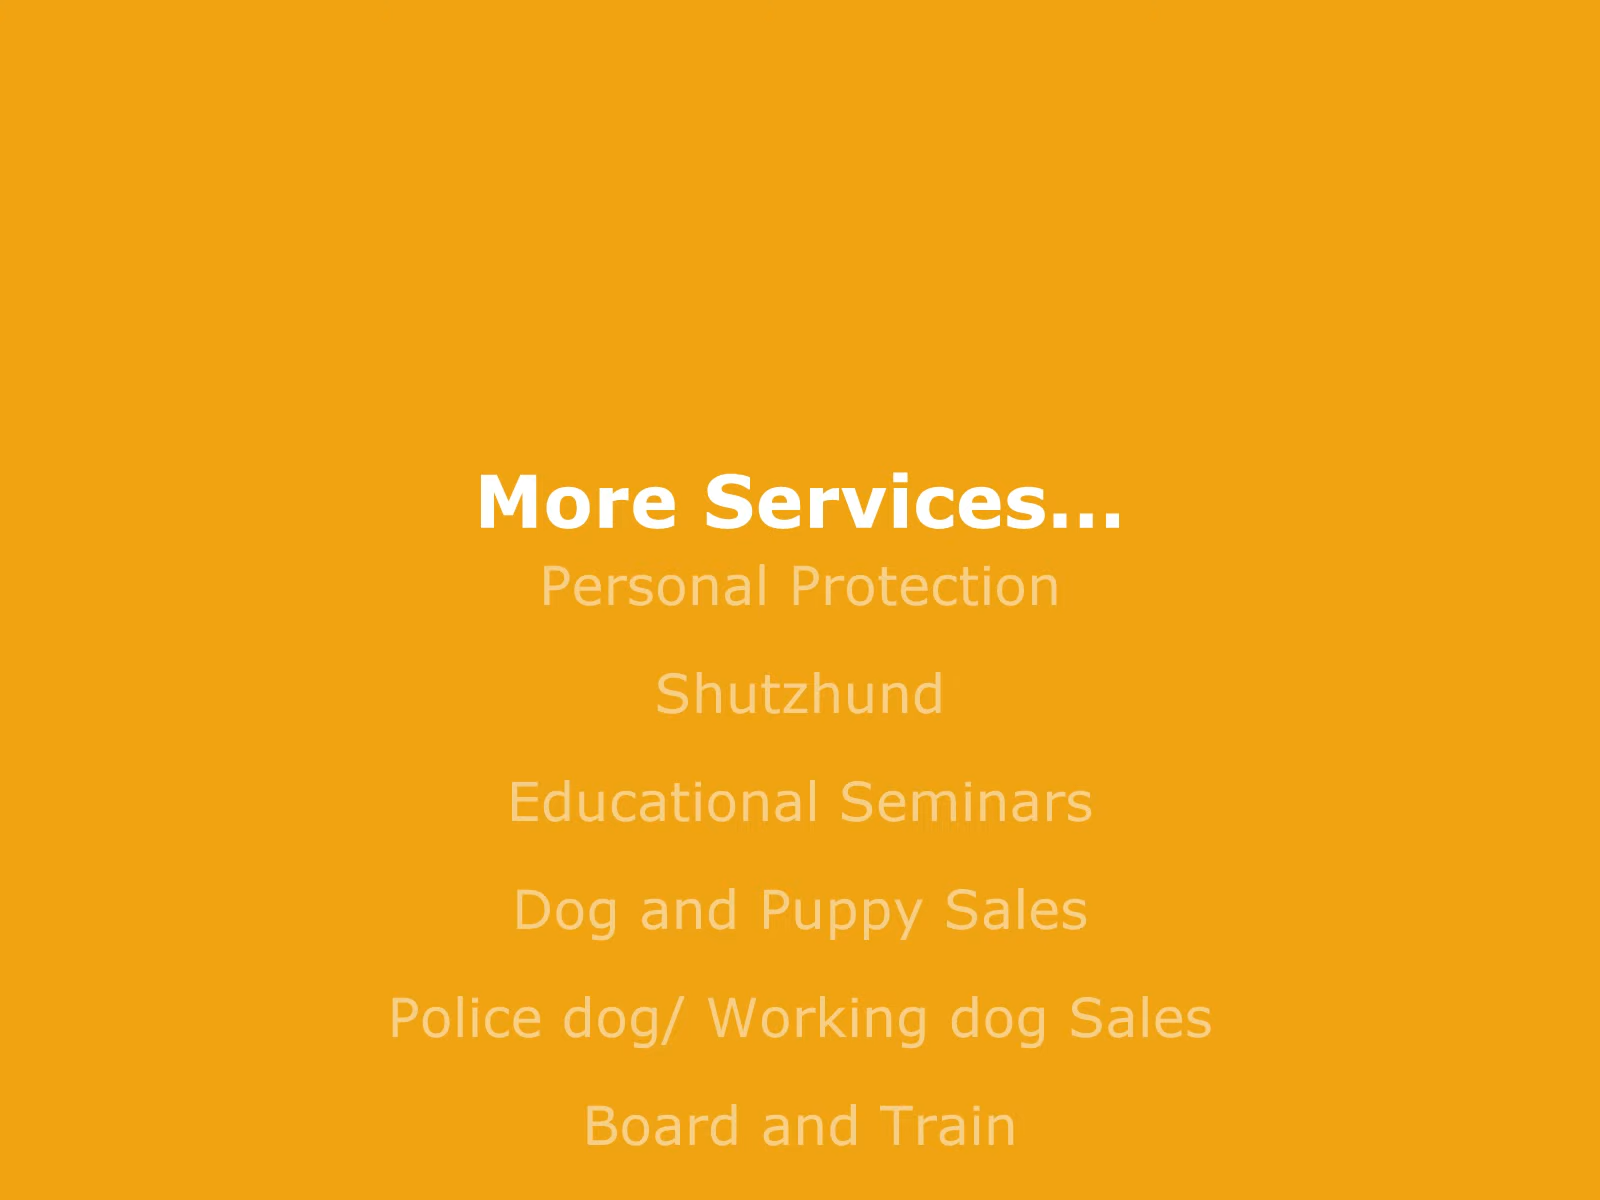 More Services...
Personal Protection
Shutzhund
Educational Seminars
Dog and Puppy Sales
Police dog/ Working dog Sales
Board and Train